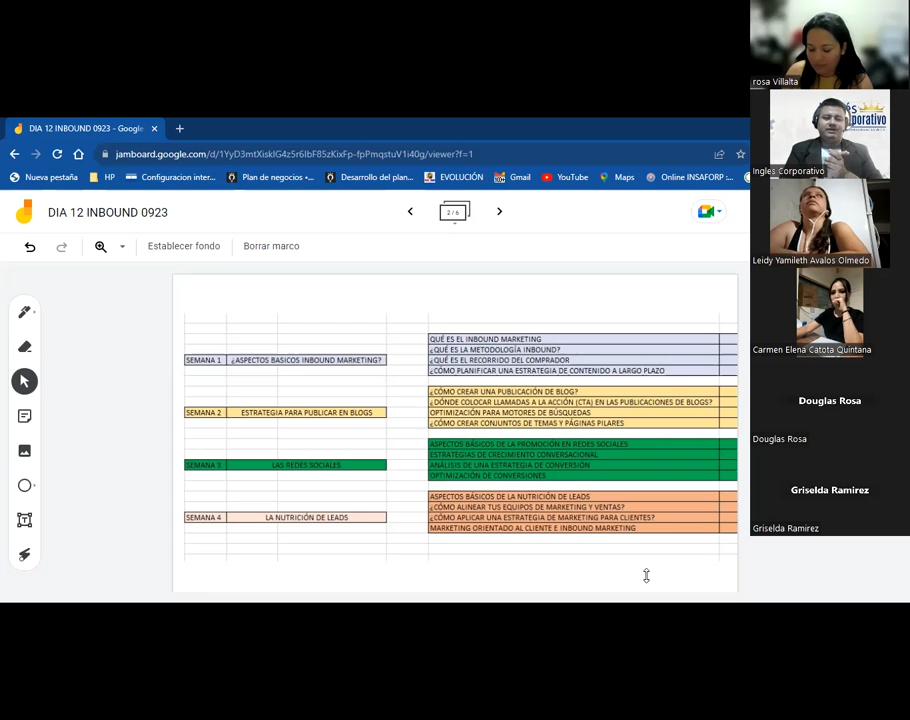 DIA 12 INBOUND 0923 - Google
jamboard.google.com/d/1YyD3mtXisklG4z5r6lbF85zKixFp-fpPmqstuV1i40g/viewer?f=1
Nueva pestaña
HP
Configuracion inter...
Plan de negocios •...
Desarrollo del plan...
EVOLUCIÓN
Gmail
YouTube
Maps
Online INSAFORP :...
DIA 12 INBOUND 0923
2 / 6
Establecer fondo
Borrar marco
QUÉ ES EL INBOUND MARKETING
¿QUÉ ES LA METODOLOGÍA INBOUND?
SEMANA 1 ¿ASPECTOS BASICOS INBOUND MARKETING? ¿QUÉ ES EL RECORRIDO DEL COMPRADOR
¿CÓMO PLANIFICAR UNA ESTRATEGIA DE CONTENIDO A LARGO PLAZO
¿CÓMO CREAR UNA PUBLICACIÓN DE BLOG?
¿DÓNDE COLOCAR LLAMADAS A LA ACCIÓN (CTA) EN LAS PUBLICACIONES DE BLOGS?
SEMANA 2 ESTRATEGIA PARA PUBLICAR EN BLOGS OPTIMIZACIÓN PARA MOTORES DE BÚSQUEDAS
¿CÓMO CREAR CONJUNTOS DE TEMAS Y PÁGINAS PILARES
ASPECTOS BÁSICOS DE LA PROMOCIÓN EN REDES SOCIALES
ESTRATEGIAS DE CRECIMIENTO CONVERSACIONAL
SEMANA 3 LAS REDES SOCIALES ANÁLISIS DE UNA ESTRATEGIA DE CONVERSIÓN
OPTIMIZACIÓN DE CONVERSIONES
ASPECTOS BÁSICOS DE LA NUTRICIÓN DE LEADS
¿CÓMO ALINEAR TUS EQUIPOS DE MARKETING Y VENTAS?
SEMANA 4 LA NUTRICIÓN DE LEADS ¿CÓMO APLICAR UNA ESTRATEGIA DE MARKETING PARA CLIENTES?
MARKETING ORIENTADO AL CLIENTE E INBOUND MARKETING
rosa Villalta
Ingles Corporativo
Leidy Yamileth Avalos Olmedo
Carmen Elena Catota Quintana
Douglas Rosa
Douglas Rosa
Griselda Ramirez
Griselda Ramirez